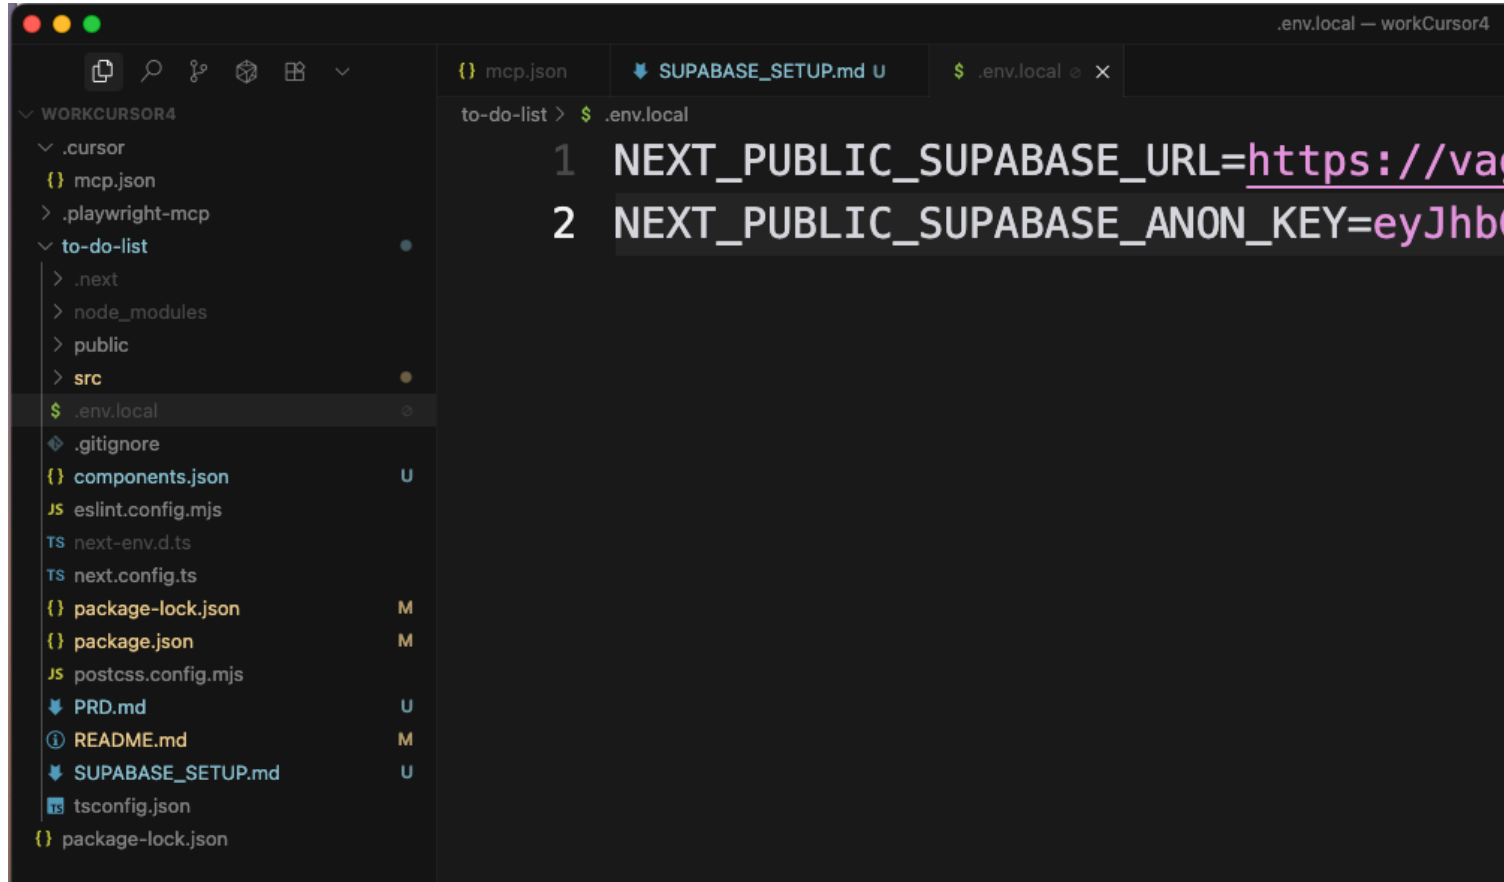 .env.local — workCursor4
{} mcp.json
SUPABASE_SETUP.md U
$ .env.local
to-do-list > $ .env.local
1 NEXT_PUBLIC_SUPABASE_URL=https://va
2 NEXT_PUBLIC_SUPABASE_ANON_KEY=eyJhb
WORKCURSOR4
.cursor
{} mcp.json
.playwright-mcp
to-do-list
.next
node_modules
public
src
$ .env.local
.gitignore
{} components.json U
JS eslint.config.mjs
TS next-env.d.ts
TS next.config.ts
{} package-lock.json M
{} package.json M
JS postcss.config.mjs
PRD.md U
README.md M
SUPABASE_SETUP.md U
TS tsconfig.json
{} package-lock.json